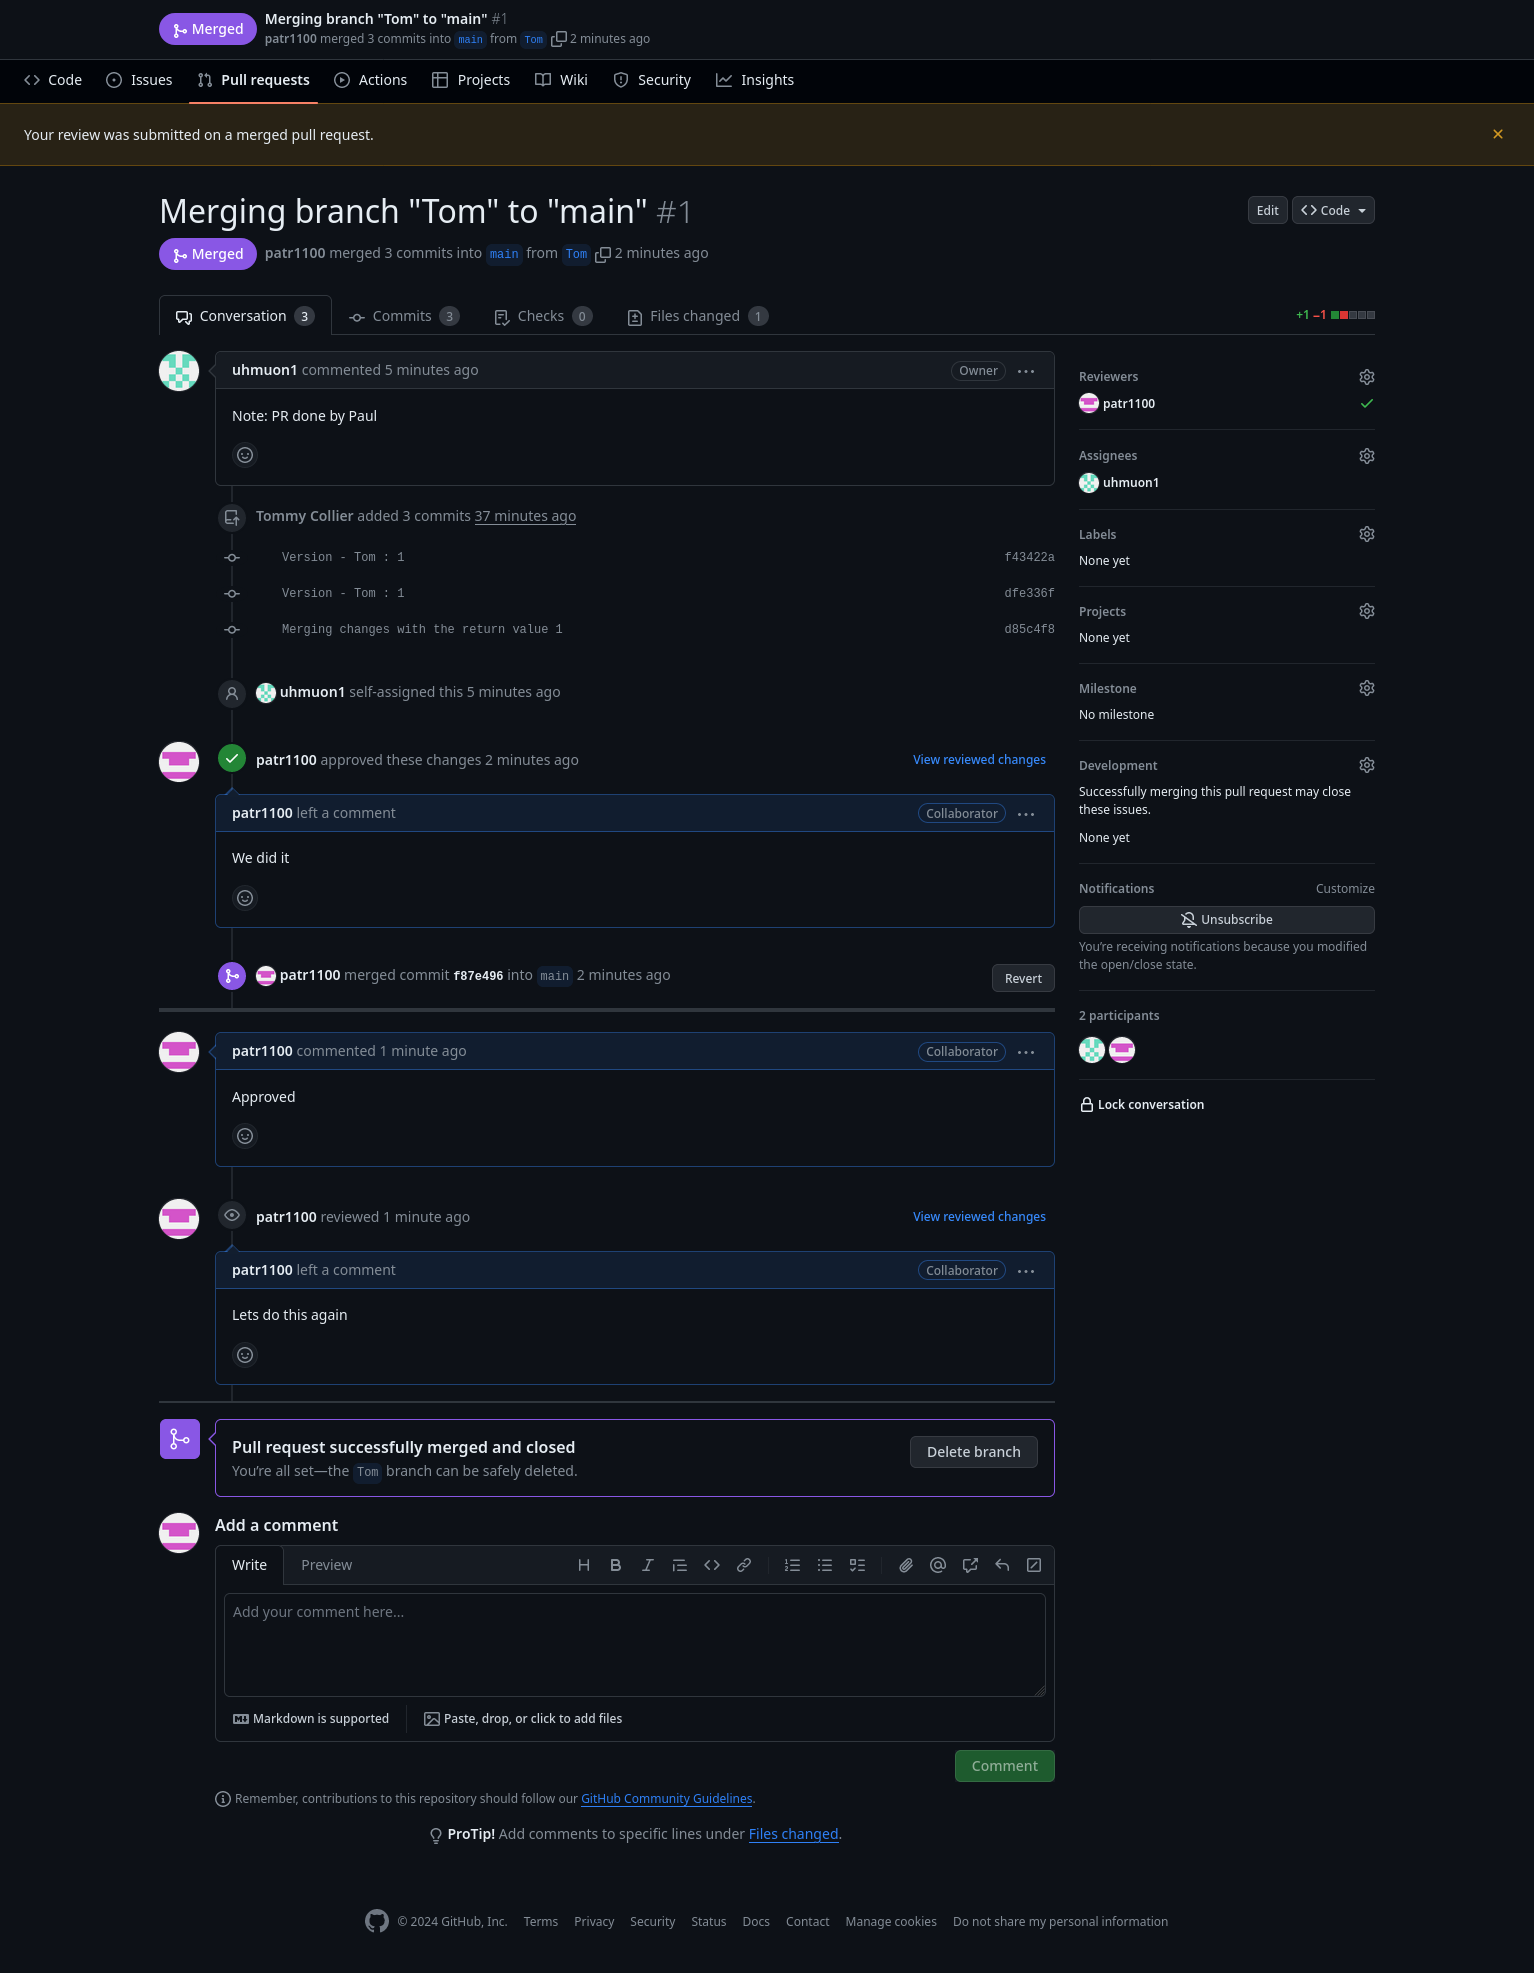 Merged
Merging branch "Tom" to "main" #1
patr1100 merged 3 commits into main from Tom 2 minutes ago
Code Issues Pull requests Actions Projects Wiki Security Insights
Your review was submitted on a merged pull request.
Merging branch "Tom" to "main" #1
Edit Code
Merged patr1100 merged 3 commits into main from Tom 2 minutes ago
Conversation 3 Commits 3 Checks 0 Files changed 1
+1 −1
uhmuon1 commented 5 minutes ago Owner
Note: PR done by Paul
Tommy Collier added 3 commits 37 minutes ago
Version - Tom : 1 f43422a
Version - Tom : 1 dfe336f
Merging changes with the return value 1 d85c4f8
uhmuon1 self-assigned this 5 minutes ago
patr1100 approved these changes 2 minutes ago View reviewed changes
patr1100 left a comment Collaborator
We did it
patr1100 merged commit f87e496 into main 2 minutes ago Revert
patr1100 commented 1 minute ago Collaborator
Approved
patr1100 reviewed 1 minute ago View reviewed changes
patr1100 left a comment Collaborator
Lets do this again
Pull request successfully merged and closed
You're all set—the Tom branch can be safely deleted.
Delete branch
Add a comment
Write Preview
Add your comment here...
Markdown is supported Paste, drop, or click to add files
Comment
Remember, contributions to this repository should follow our GitHub Community Guidelines.
ProTip! Add comments to specific lines under Files changed.
Reviewers
patr1100
Assignees
uhmuon1
Labels
None yet
Projects
None yet
Milestone
No milestone
Development
Successfully merging this pull request may close
these issues.
None yet
Notifications Customize
Unsubscribe
You're receiving notifications because you modified
the open/close state.
2 participants
Lock conversation
© 2024 GitHub, Inc. Terms Privacy Security Status Docs Contact Manage cookies Do not share my personal information